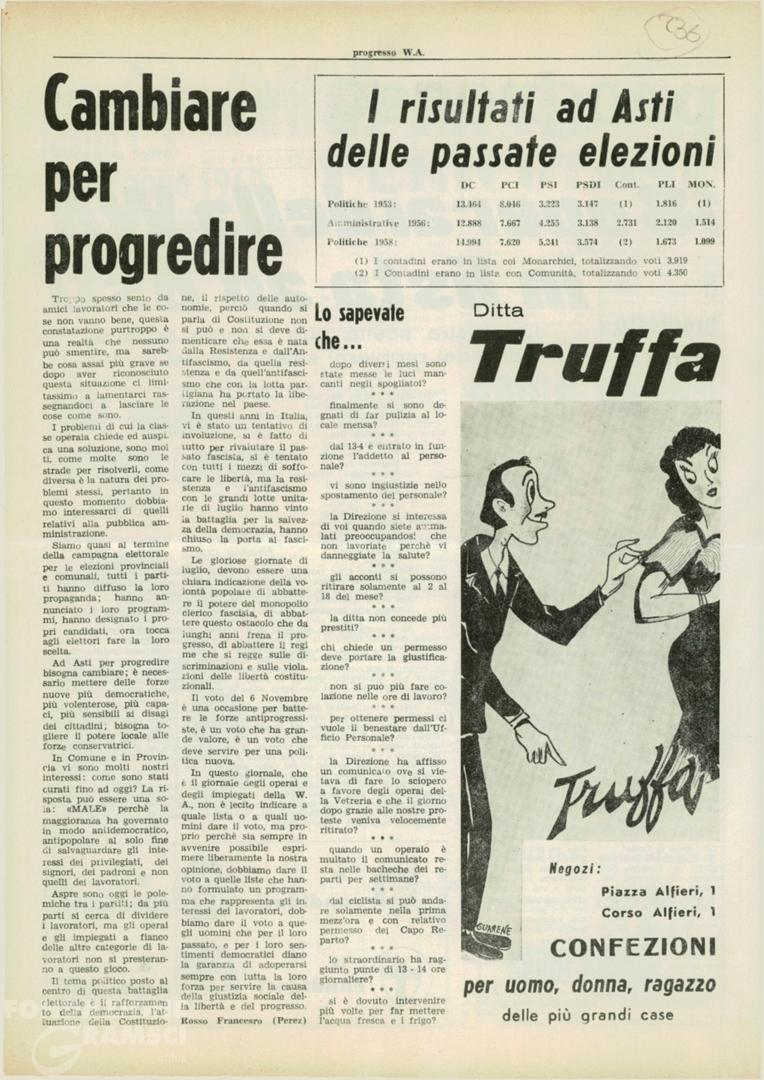 936
progresso W.A.
Cambiare
per
progredire
Troppo spesso sento da
amici lavoratori che le co-
se non vanno bene, questa
constatazione purtroppo è
una realtà che nessuno
può smentire, ma sareb-
be cosa assai più grave se
dopo aver riconosciuto
questa situazione ci limi-
tassimo a lamentarci ras-
segnandoci a lasciare le
cose come sono.
I problemi di cui la clas-
se operaia chiede ed auspi-
ca una soluzione, sono mol
ti, come molte sono le
strade per risolverli, come
diversa è la natura dei pro
blemi stessi, pertanto in
questo momento dobbia-
mo interessarci di quelli
relativi alla pubblica am-
ministrazione.
Siamo quasi al termine
della campagna elettorale
per le elezioni provinciali
e comunali, tutti i parti-
ti hanno diffuso la loro
propaganda; hanno an-
nunciato i loro program-
mi, hanno designato i pro
pri candidati, ora tocca
agli elettori fare la loro
scelta.
Ad Asti per progredire
bisogna cambiare; è neces-
sario mettere delle forze
nuove più democratiche,
più volenterose, più capa-
ci, più sensibili ai disagi
dei cittadini; bisogna to-
gliere il potere locale alle
forze conservatrici.
In Comune e in Provin-
cia vi sono molti nostri
interessi: come sono stati
curati fino ad oggi? La ri-
sposta può essere una so-
la: «MALE» perchè la
maggioranza ha governato
in modo antidemocratico,
antipopolare al solo fine
di salvaguardare gli inte-
ressi dei privilegiati, dei
signori, dei padroni e non
quelli dei lavoratori.
Aspre sono oggi le pole-
miche tra i partiti; da più
parti si cerca di dividere
i lavoratori, ma gli operai
e gli impiegati a fianco
delle altre categorie di la-
voratori non si presteran-
no a questo gioco.
Il tema politico posto al
centro di questa battaglia
elettorale è il rafforzamen
to della democrazia, l'at-
tuazione della Costituzio-
ne, il rispetto delle auto-
nomie, perciò quando si
parla di Costituzione non
si può e non si deve di-
menticare che essa è nata
dalla Resistenza e dall'An-
tifascismo, da quella resi-
stenza e da quell'antifasci-
smo che con la lotta par-
tigiana ha portato la libe-
razione nel paese.
In questi anni in Italia,
vi è stato un tentativo di
involuzione, si è fatto di
tutto per rivalutare il pas-
sato fascista, si è tentato
con tutti i mezzi di soffo-
care le libertà, ma la resi-
stenza e l'antifascismo
con le grandi lotte unita-
rie di luglio hanno vinto
la battaglia per la salvez-
za della democrazia, hanno
chiuso la porta al fasci-
smo.
Le gloriose giornate di
luglio, devono essere una
chiara indicazione della vo-
lontà popolare di abbatte-
re il potere del monopolio
clerico fascista, di abbat-
tere questo ostacolo che da
lunghi anni frena il pro-
gresso, di abbattere il regi
me che si regge sulle di-
scriminazioni e sulle viola.
zioni delle libertà costitu-
zionali.
Il voto del 6 Novembre
è una occasione per batte-
re le forze antiprogressi-
ste, è un voto che ha gran-
de valore, è un voto che
deve servire per una poli-
tica nuova.
In questo giornale, che
è il giornale degli operai e
degli impiegati della W.
A., non è lecito indicare a
quale lista o a quali uo-
mini dare il voto, ma pro-
prio perchè sia sempre in
avvenire possibile espri-
mere liberamente la nostra
opinione, dobbiamo dare il
voto a quelle liste che han-
no formulato un program-
ma che rappresenta gli in-
teressi dei lavoratori, dob-
biamo dare il voto a que-
gli uomini che per il loro
passato, e per i loro sen-
timenti democratici diano
la garanzia di adoperarsi
sempre con tutta la loro
forza per servire la causa
della giustizia sociale del-
la libertà e del progresso.
Rosso Francesco (Perez)
I risultati ad Asti
delle passate elezioni
DC PCI PSI PSDI Cont. PLI MON.
Politiche 1953: 13.464 8.046 3.223 3.147 (1) 1.816 (1)
Amministrative 1956: 12.888 7.667 4.255 3.138 2.731 2.120 1.514
Politiche 1958: 14.994 7.620 5.241 3.574 (2) 1.673 1.099
(1) I contadini erano in lista coi Monarchici, totalizzando voti 3.919
(2) I Contadini erano in lista con Comunità, totalizzando voti 4.350
Lo sapevate
che...
dopo diversi mesi sono
state messe le luci man-
canti negli spogliatoi?
* * *
finalmente si sono de-
gnati di far pulizia al lo-
cale mensa?
* * *
dal 13-4 è entrato in fun-
zione l'addetto al perso-
nale?
* * *
vi sono ingiustizie nello
spostamento del personale?
* * *
la Direzione si interessa
di voi quando siete amma-
lati preoccupandosi che
non lavoriate perchè vi
danneggiate la salute?
* * *
gli acconti si possono
ritirare solamente al 2 al
18 del mese?
* * *
la ditta non concede più
prestiti?
* * *
chi chiede un permesso
deve portare la giustifica-
zione?
* * *
non si puo più fare co-
lazione nelle ore di lavoro?
* * *
per ottenere permessi ci
vuole il benestare dall'Uf-
ficio Personale?
* * *
la Direzione ha affisso
un comunicato ove si vie-
tava di fare lo sciopero
a favore degli operai del-
la Vetreria e che il giorno
dopo grazie alle nostre pro-
teste veniva velocemente
ritirato?
* * *
quando un operaio è
multato il comunicato re-
sta nelle bacheche dei re-
parti per settimane?
* * *
dal ciclista si può anda-
re solamente nella prima
mezz'ora e con relativo
permesso del Capo Re-
parto?
* * *
lo straordinario ha rag-
giunto punte di 13 - 14 ore
giornaliere?
* * *
si è dovuto intervenire
più volte per far mettere
l'acqua fresca e i frigo?
Ditta
Truffa
Truffa
GUARENE
Negozi:
Piazza Alfieri, 1
Corso Alfieri, 1
CONFEZIONI
per uomo, donna, ragazzo
delle più grandi case
GRAMSCI